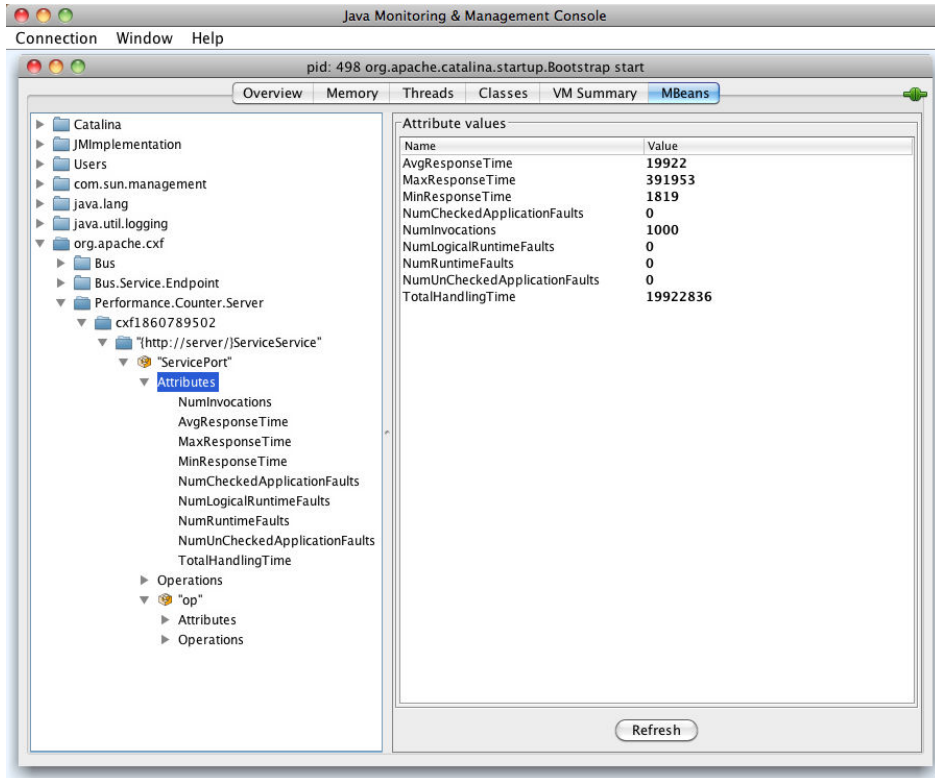 Java Monitoring & Management Console
Connection Window Help
pid: 498 org.apache.catalina.startup.Bootstrap start
Overview Memory Threads Classes VM Summary MBeans
Catalina
JMImplementation
Users
com.sun.management
java.lang
java.util.logging
org.apache.cxf
Bus
Bus.Service.Endpoint
Performance.Counter.Server
cxf1860789502
"{http://server/}ServiceService"
"ServicePort"
Attributes
NumInvocations
AvgResponseTime
MaxResponseTime
MinResponseTime
NumCheckedApplicationFaults
NumLogicalRuntimeFaults
NumRuntimeFaults
NumUnCheckedApplicationFaults
TotalHandlingTime
Operations
"op"
Attributes
Operations
Attribute values
Name Value
AvgResponseTime 19922
MaxResponseTime 391953
MinResponseTime 1819
NumCheckedApplicationFaults 0
NumInvocations 1000
NumLogicalRuntimeFaults 0
NumRuntimeFaults 0
NumUnCheckedApplicationFaults 0
TotalHandlingTime 19922836
Refresh